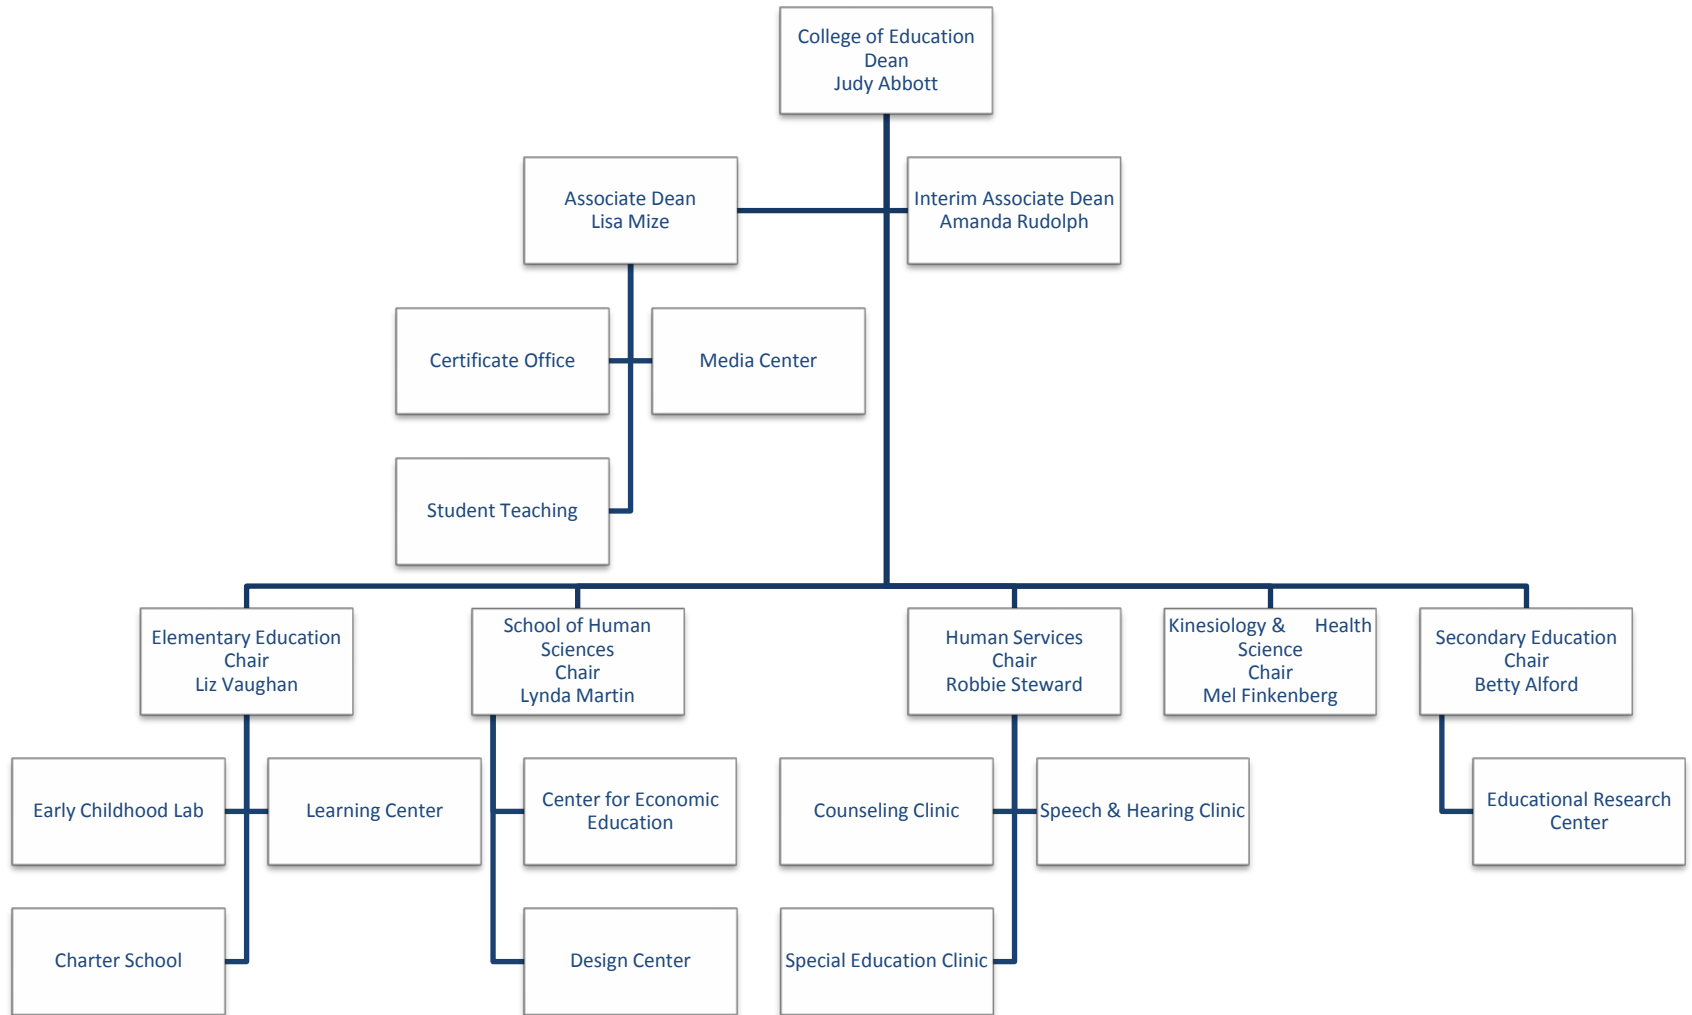 College of Education
Dean
Judy Abbott
Associate Dean
Lisa Mize
Interim Associate Dean
Amanda Rudolph
Certificate Office
Media Center
Student Teaching
Elementary Education
Chair
Liz Vaughan
School of Human
Sciences
Chair
Lynda Martin
Human Services
Chair
Robbie Steward
Kinesiology & Health
Science
Chair
Mel Finkenberg
Secondary Education
Chair
Betty Alford
Early Childhood Lab
Learning Center
Center for Economic
Education
Counseling Clinic
Speech & Hearing Clinic
Educational Research
Center
Charter School
Design Center
Special Education Clinic